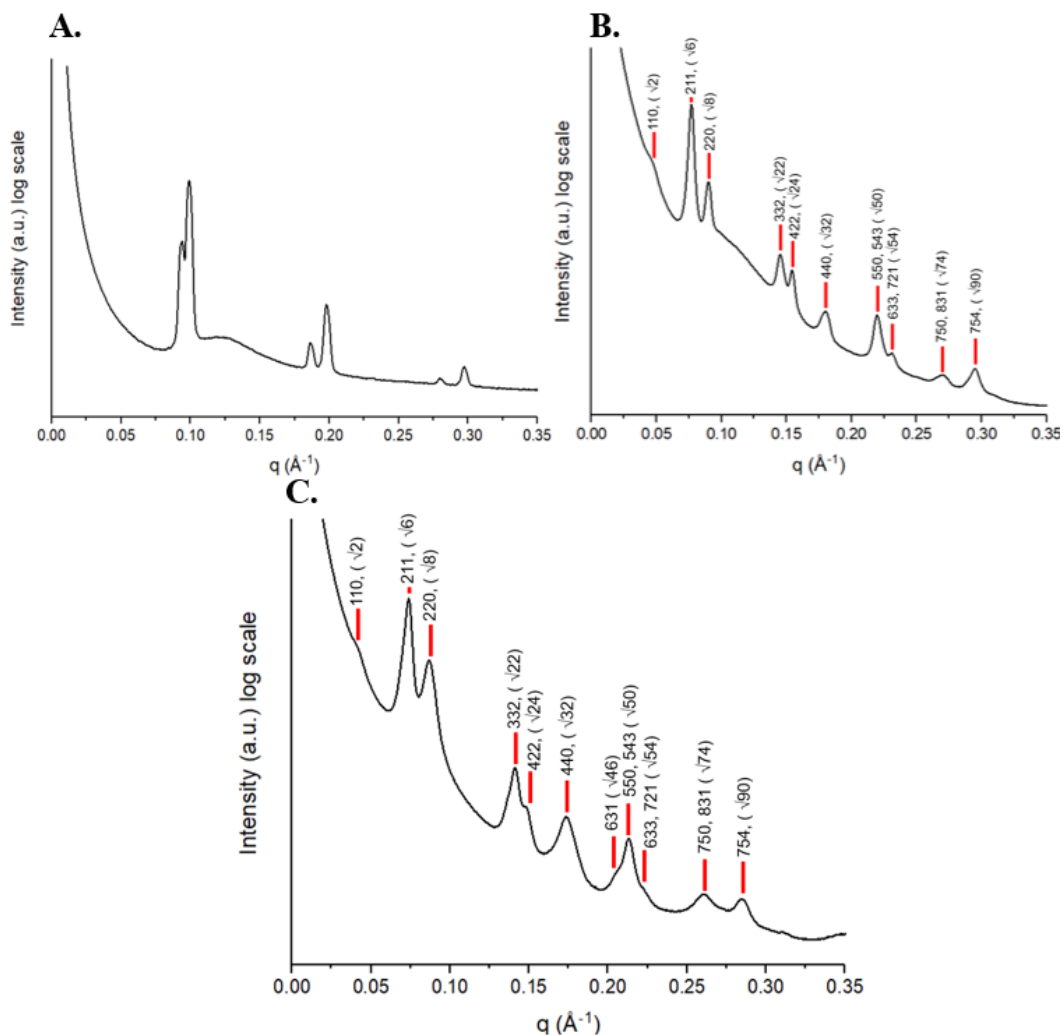 A.
Intensity (a.u.) log scale
0.00 0.05 0.10 0.15 0.20 0.25 0.30 0.35
q (Å⁻¹)
B.
Intensity (a.u.) log scale
110, ( √2)
211, ( √6)
220, ( √8)
332, ( √22)
422, ( √24)
440, ( √32)
550, 543 ( √50)
633, 721 ( √54)
750, 831 ( √74)
754, ( √90)
0.00 0.05 0.10 0.15 0.20 0.25 0.30 0.35
q (Å⁻¹)
C.
Intensity (a.u.) log scale
110, ( √2)
211, ( √6)
220, ( √8)
332, ( √22)
422, ( √24)
440, ( √32)
631 ( √46)
550, 543 ( √50)
633, 721 ( √54)
750, 831 ( √74)
754, ( √90)
0.00 0.05 0.10 0.15 0.20 0.25 0.30 0.35
q (Å⁻¹)